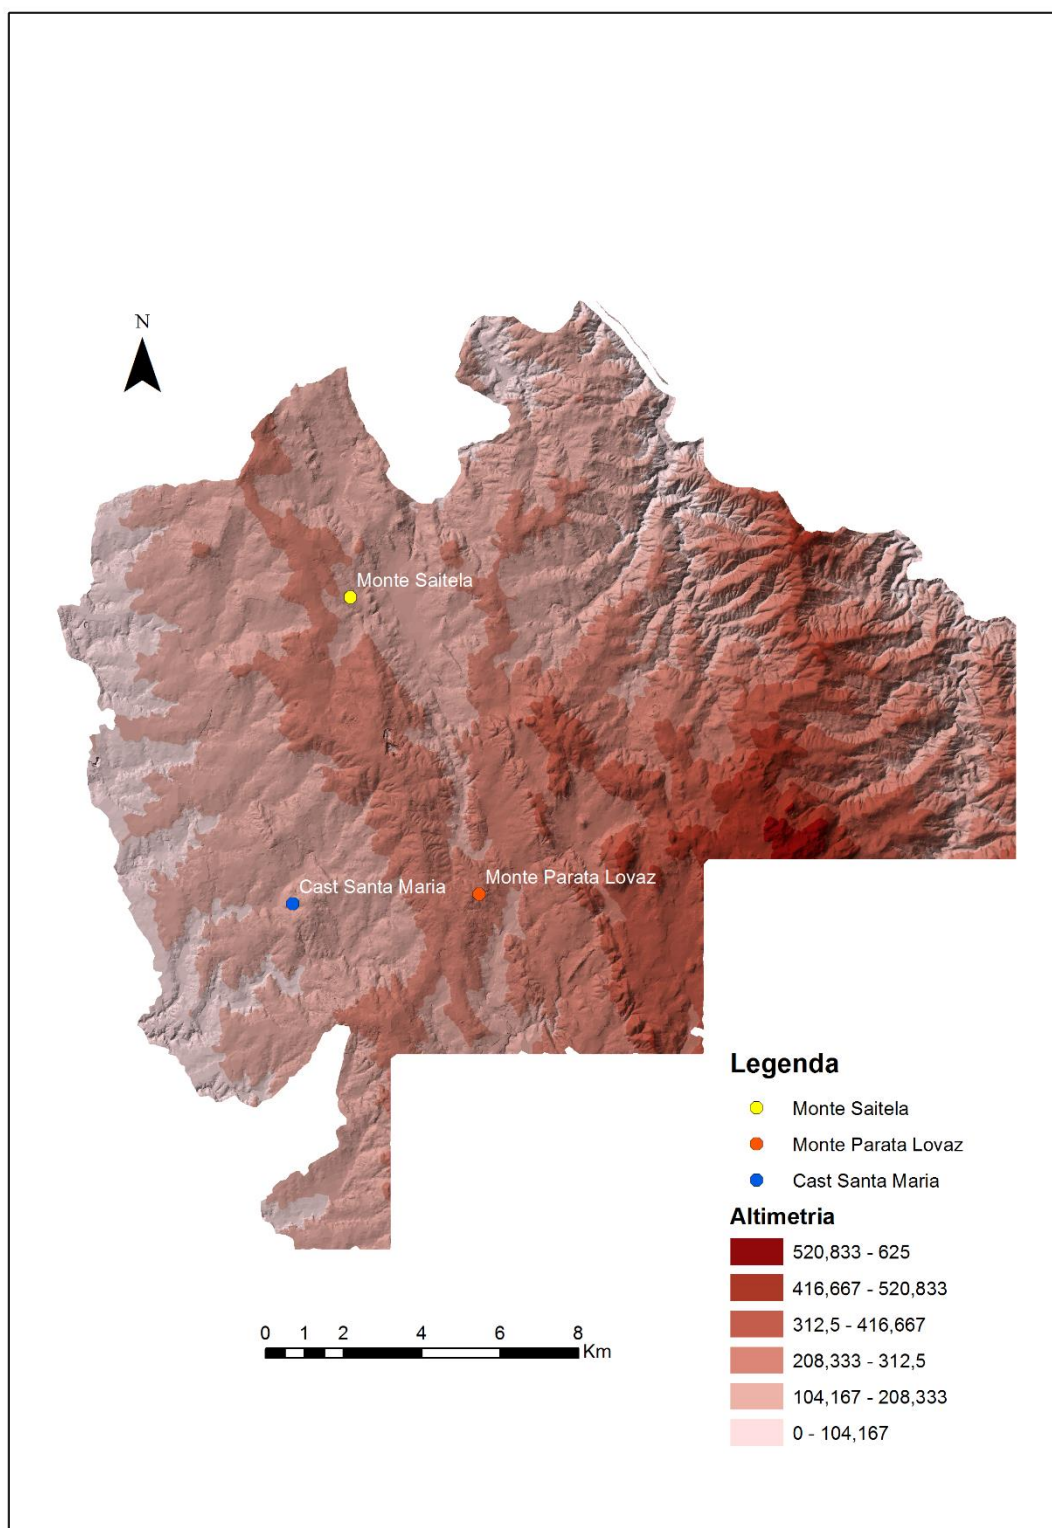 N
Monte Saitela
Cast Santa Maria
Monte Parata Lovaz
Legenda
Monte Saitela
Monte Parata Lovaz
Cast Santa Maria
Altimetria
520,833 - 625
416,667 - 520,833
312,5 - 416,667
208,333 - 312,5
104,167 - 208,333
0 - 104,167
0 1 2 4 6 8
Km